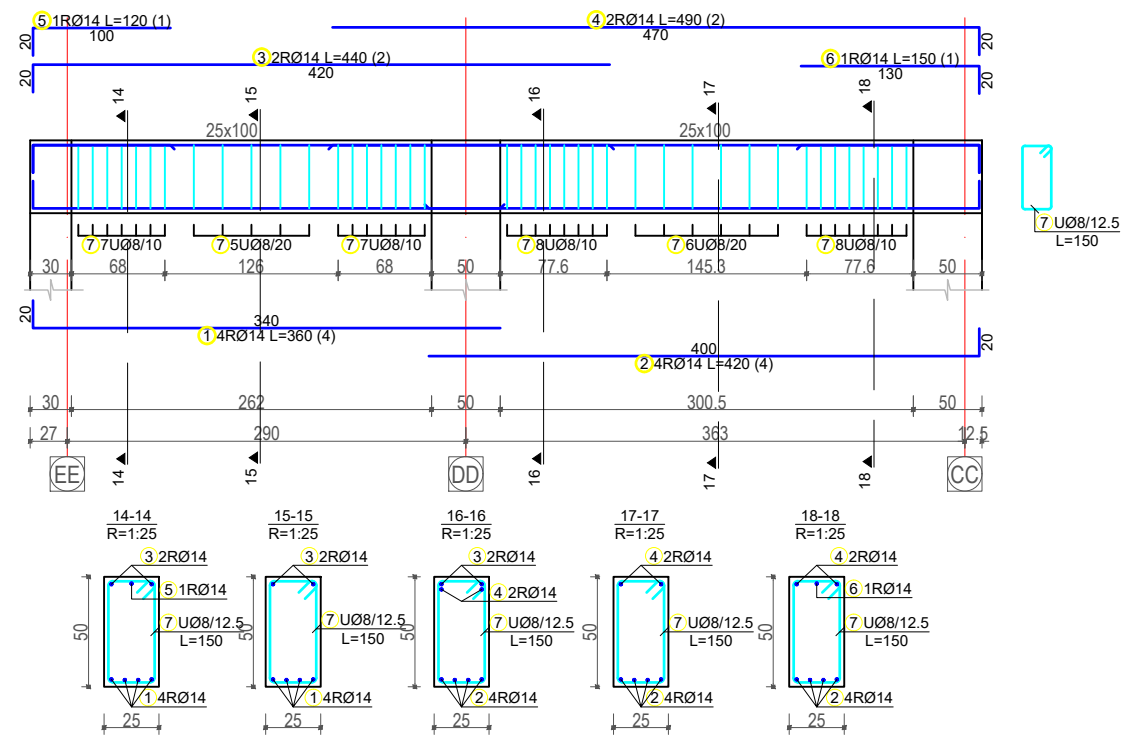 5 1RØ14 L=120 (1)
100
20
4 2RØ14 L=490 (2)
470
20
3 2RØ14 L=440 (2)
420
20
6 1RØ14 L=150 (1)
130
20
14
15
16
17
18
25x100
25x100
7 7UØ8/10
7 5UØ8/20
7 7UØ8/10
7 8UØ8/10
7 6UØ8/20
7 8UØ8/10
7 UØ8/12.5
L=150
30
68
126
68
50
77.6
145.3
77.6
50
20
340
1 4RØ14 L=360 (4)
400
2 4RØ14 L=420 (4)
20
30
262
50
300.5
50
27
290
363
12.5
EE
14
15
DD
16
17
18
CC
14-14
R=1:25
3 2RØ14
5 1RØ14
7 UØ8/12.5
L=150
50
1 4RØ14
25
15-15
R=1:25
3 2RØ14
7 UØ8/12.5
L=150
50
1 4RØ14
25
16-16
R=1:25
3 2RØ14
4 2RØ14
7 UØ8/12.5
L=150
50
2 4RØ14
25
17-17
R=1:25
4 2RØ14
7 UØ8/12.5
L=150
50
2 4RØ14
25
18-18
R=1:25
4 2RØ14
6 1RØ14
7 UØ8/12.5
L=150
50
2 4RØ14
25